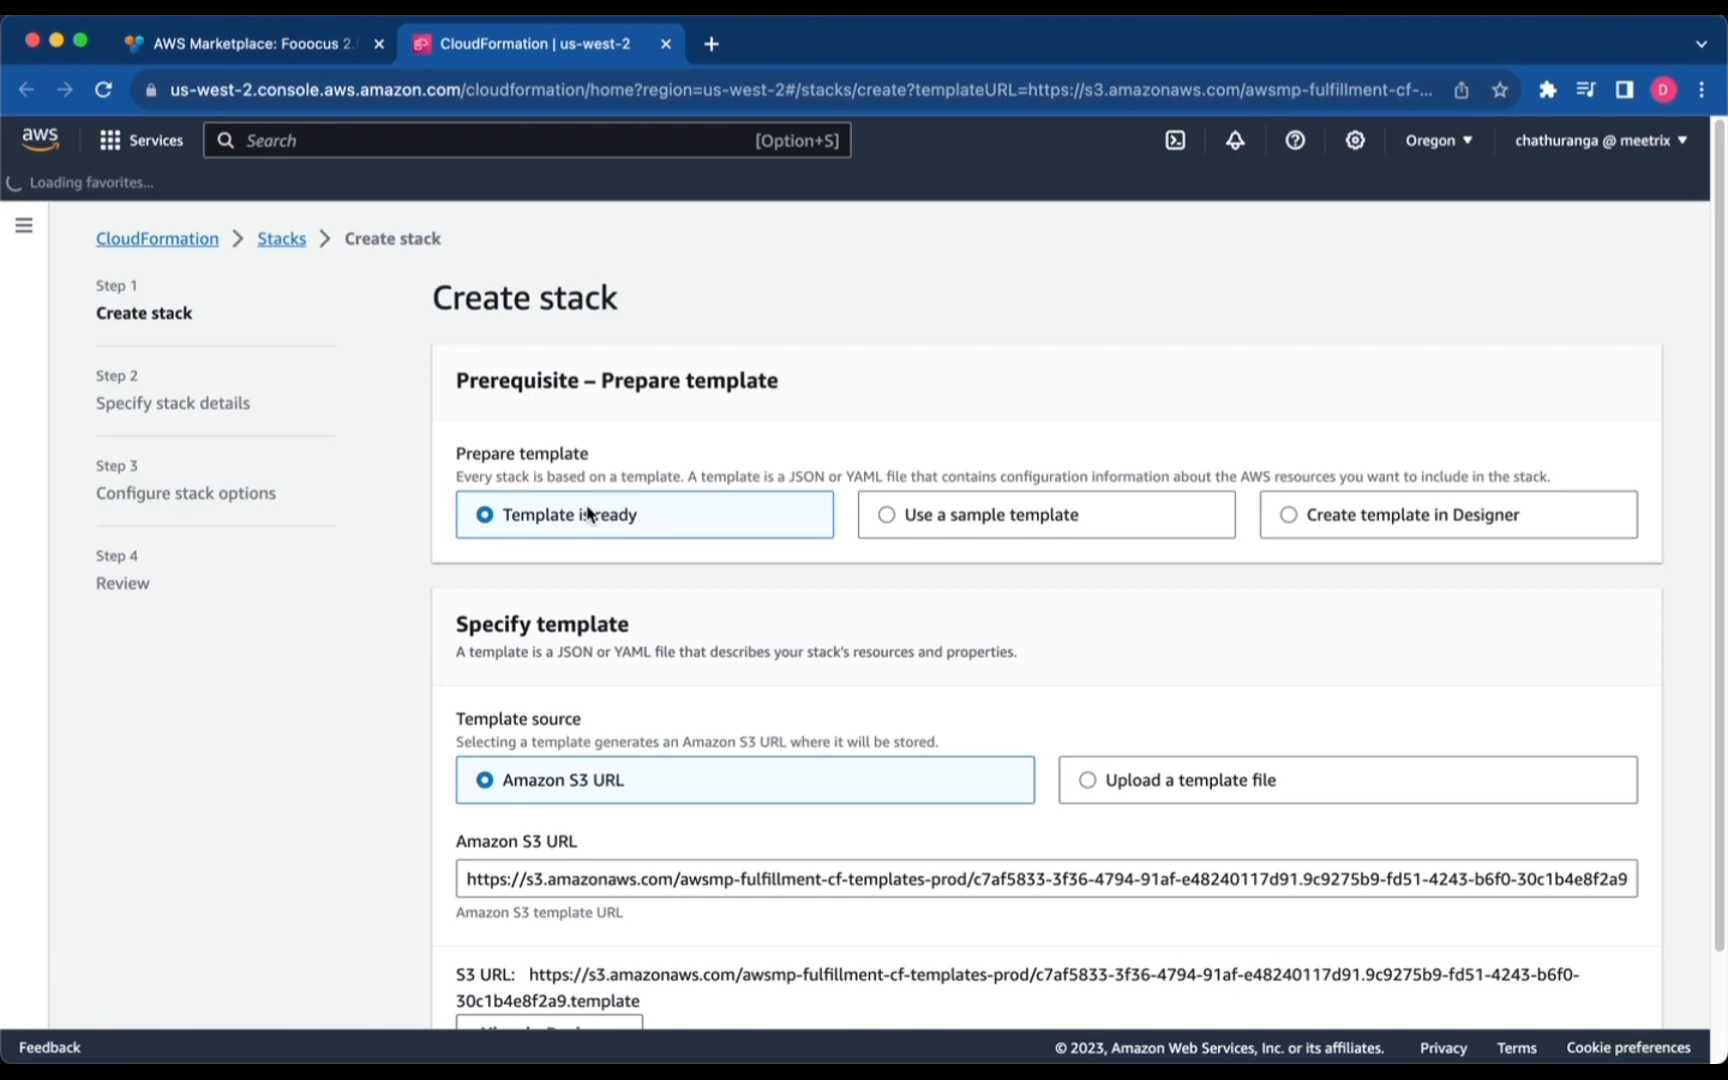 AWS Marketplace: Fooocus 2.
CloudFormation | us-west-2
us-west-2.console.aws.amazon.com/cloudformation/home?region=us-west-2#/stacks/create?templateURL=https://s3.amazonaws.com/awsmp-fulfillment-cf-...
D
aws
Services
Search
[Option+S]
Oregon
chathuranga @ meetrix
Loading favorites...
CloudFormation
Stacks
Create stack
Step 1
Create stack
Step 2
Specify stack details
Step 3
Configure stack options
Step 4
Review
Create stack
Prerequisite – Prepare template
Prepare template
Every stack is based on a template. A template is a JSON or YAML file that contains configuration information about the AWS resources you want to include in the stack.
Template is ready
Use a sample template
Create template in Designer
Specify template
A template is a JSON or YAML file that describes your stack's resources and properties.
Template source
Selecting a template generates an Amazon S3 URL where it will be stored.
Amazon S3 URL
Upload a template file
Amazon S3 URL
https://s3.amazonaws.com/awsmp-fulfillment-cf-templates-prod/c7af5833-3f36-4794-91af-e48240117d91.9c9275b9-fd51-4243-b6f0-30c1b4e8f2a9
Amazon S3 template URL
S3 URL: https://s3.amazonaws.com/awsmp-fulfillment-cf-templates-prod/c7af5833-3f36-4794-91af-e48240117d91.9c9275b9-fd51-4243-b6f0-
30c1b4e8f2a9.template
Feedback
© 2023, Amazon Web Services, Inc. or its affiliates.
Privacy
Terms
Cookie preferences